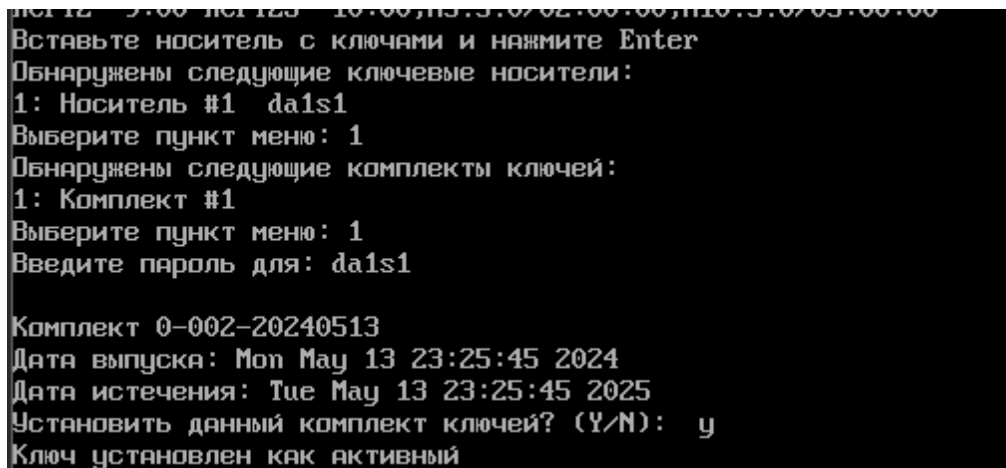 Вставьте носитель с ключами и нажмите Enter
Обнаружены следующие ключевые носители:
1: Носитель #1 da1s1
Выберите пункт меню: 1
Обнаружены следующие комплекты ключей:
1: Комплект #1
Выберите пункт меню: 1
Введите пароль для: da1s1
Комплект 0-002-20240513
Дата выпуска: Mon May 13 23:25:45 2024
Дата истечения: Tue May 13 23:25:45 2025
Установить данный комплект ключей? (Y/N): y
Ключ установлен как активный